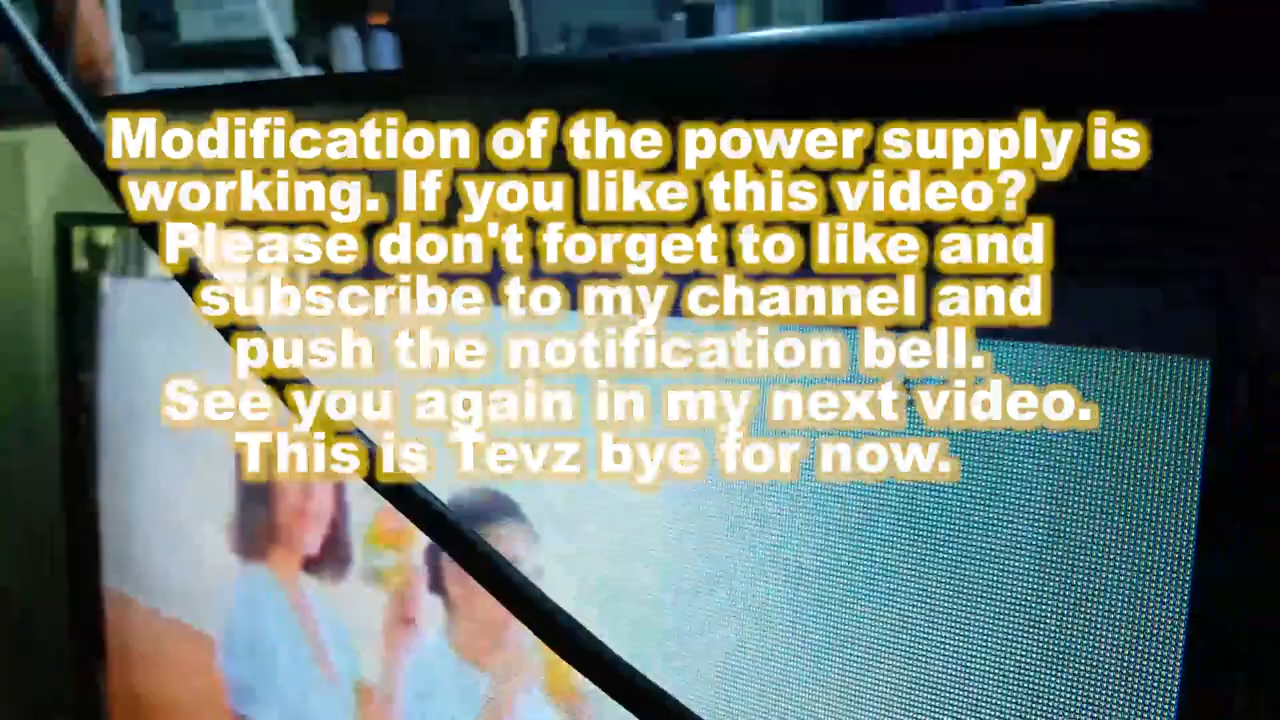 Modification of the power supply is
working. If you like this video?
Please don't forget to like and
subscribe to my channel and
push the notification bell.
See you again in my next video.
This is Tevz bye for now.